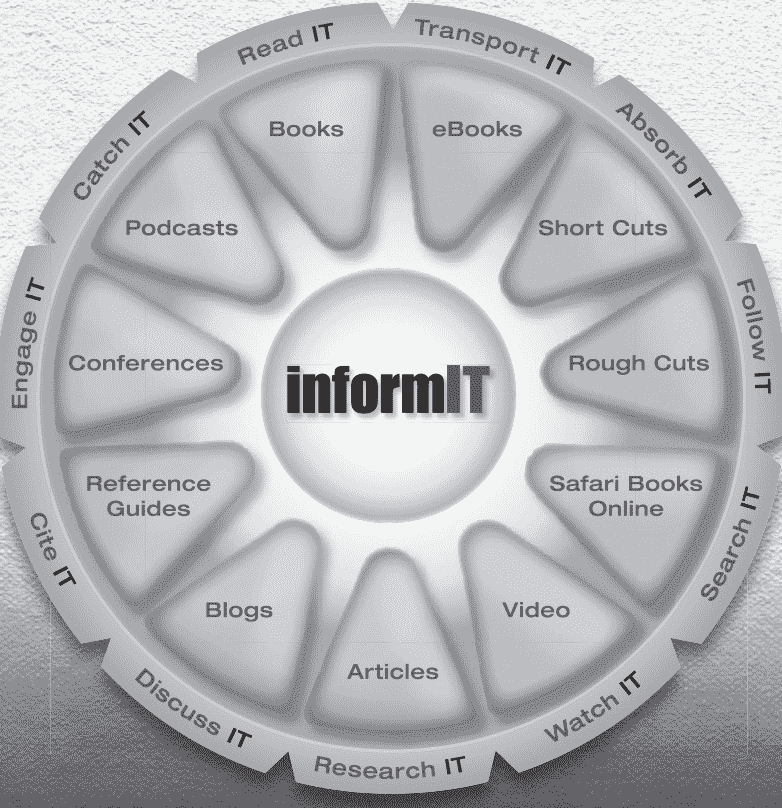 Read IT
Books
Transport IT
eBooks
Absorb IT
Short Cuts
Follow IT
Rough Cuts
Search IT
Safari Books
Online
Watch IT
Video
Research IT
Articles
Discuss IT
Blogs
Cite IT
Reference
Guides
Engage IT
Conferences
Catch IT
Podcasts
informIT